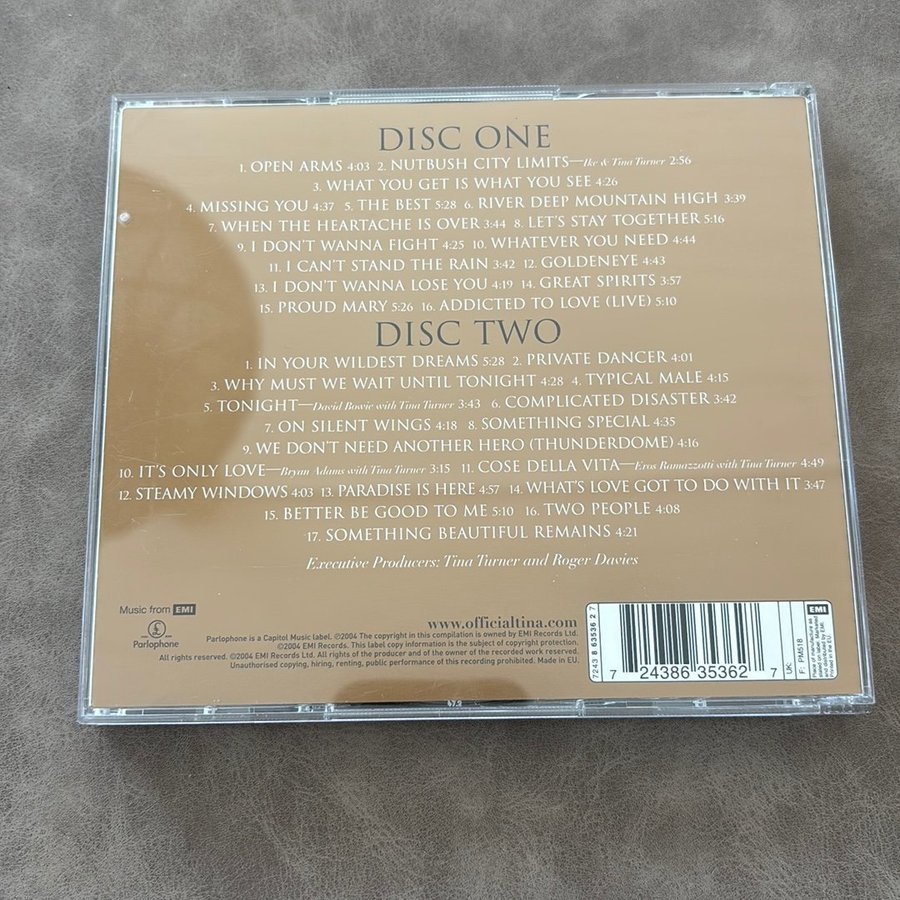 DISC ONE
1. OPEN ARMS 4:03 2. NUTBUSH CITY LIMITS—Ike & Tina Turner 2:56
3. WHAT YOU GET IS WHAT YOU SEE 4:26
4. MISSING YOU 4:37 5. THE BEST 5:28 6. RIVER DEEP MOUNTAIN HIGH 3:39
7. WHEN THE HEARTACHE IS OVER 3:44 8. LET'S STAY TOGETHER 5:16
9. I DON'T WANNA FIGHT 4:25 10. WHATEVER YOU NEED 4:44
11. I CAN'T STAND THE RAIN 3:42 12. GOLDENEYE 4:43
13. I DON'T WANNA LOSE YOU 4:19 14. GREAT SPIRITS 3:57
15. PROUD MARY 5:26 16. ADDICTED TO LOVE (LIVE) 5:10
DISC TWO
1. IN YOUR WILDEST DREAMS 5:28 2. PRIVATE DANCER 4:01
3. WHY MUST WE WAIT UNTIL TONIGHT 4:28 4. TYPICAL MALE 4:15
5. TONIGHT—David Bowie with Tina Turner 3:43 6. COMPLICATED DISASTER 3:42
7. ON SILENT WINGS 4:18 8. SOMETHING SPECIAL 4:35
9. WE DON'T NEED ANOTHER HERO (THUNDERDOME) 4:16
10. IT'S ONLY LOVE—Bryan Adams with Tina Turner 3:15 11. COSE DELLA VITA—Eros Ramazzotti with Tina Turner 4:49
12. STEAMY WINDOWS 4:03 13. PARADISE IS HERE 4:57 14. WHAT'S LOVE GOT TO DO WITH IT 3:47
15. BETTER BE GOOD TO ME 5:10 16. TWO PEOPLE 4:08
17. SOMETHING BEAUTIFUL REMAINS 4:21
Executive Producers: Tina Turner and Roger Davies
Music from EMI
Parlophone
www.officialtina.com
Parlophone is a Capitol Music label. ℗2004 The copyright in this compilation is owned by EMI Records Ltd.
©2004 EMI Records Ltd. This label copy information is the subject of copyright protection.
All rights reserved. ©2004 EMI Records Ltd. All rights of the producer and of the owner of the recorded work reserved.
Unauthorised copying, hiring, renting, public performance of this recording prohibited. Made in EU.
7243 8 63536 2 7
7 24386 35362 7
UK:
F: PM518
EMI
Place of manufacture as
stated on label. Marketed
and distributed by EMI.
Printed in the EU.